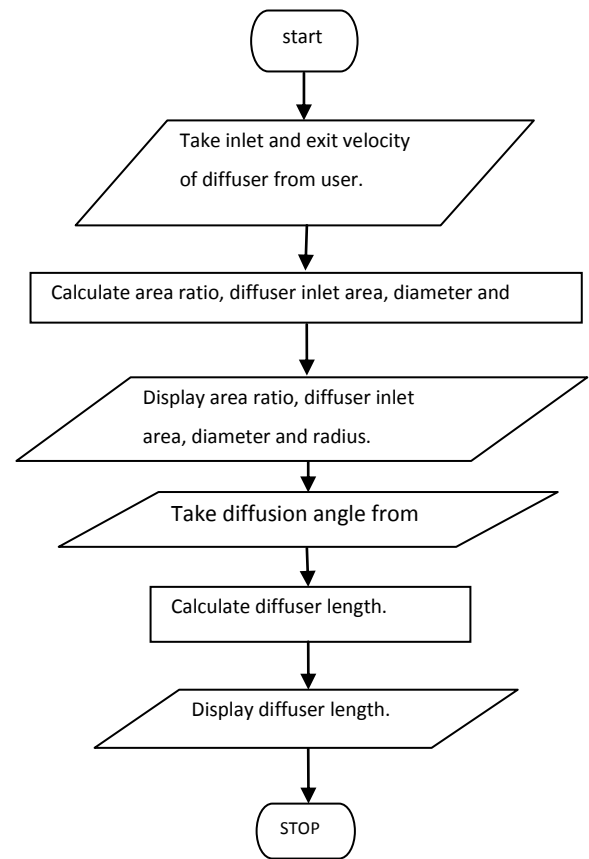 start
Take inlet and exit velocity
of diffuser from user.
Calculate area ratio, diffuser inlet area, diameter and
Display area ratio, diffuser inlet
area, diameter and radius.
Take diffusion angle from
Calculate diffuser length.
Display diffuser length.
STOP